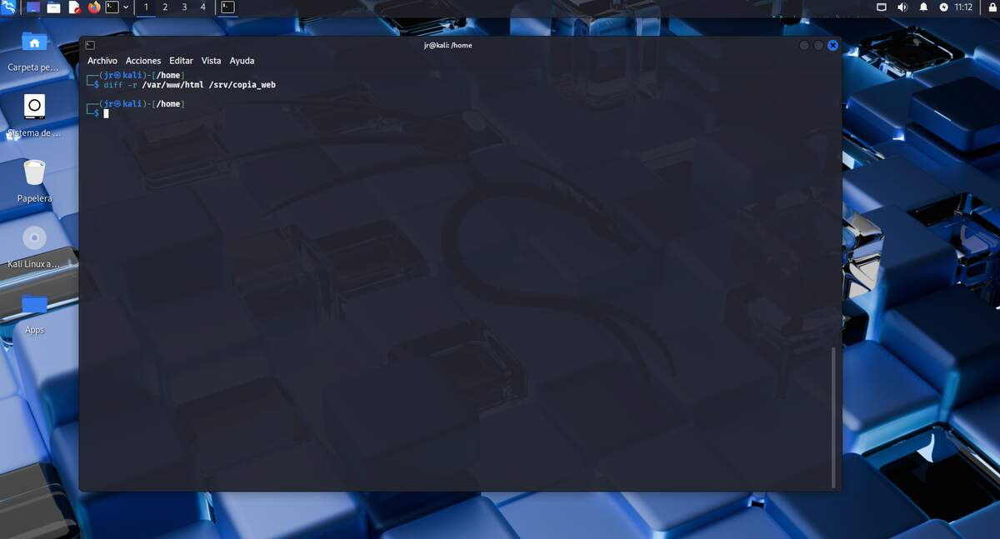 1 2 3 4
11:12
jr@kali: /home
Archivo Acciones Editar Vista Ayuda
┌──(jr㉿kali)-[/home]
└─$ diff -r /var/www/html /srv/copia_web
┌──(jr㉿kali)-[/home]
└─$
Carpeta pe...
Sistema de ...
Papelera
Kali Linux a...
Apps